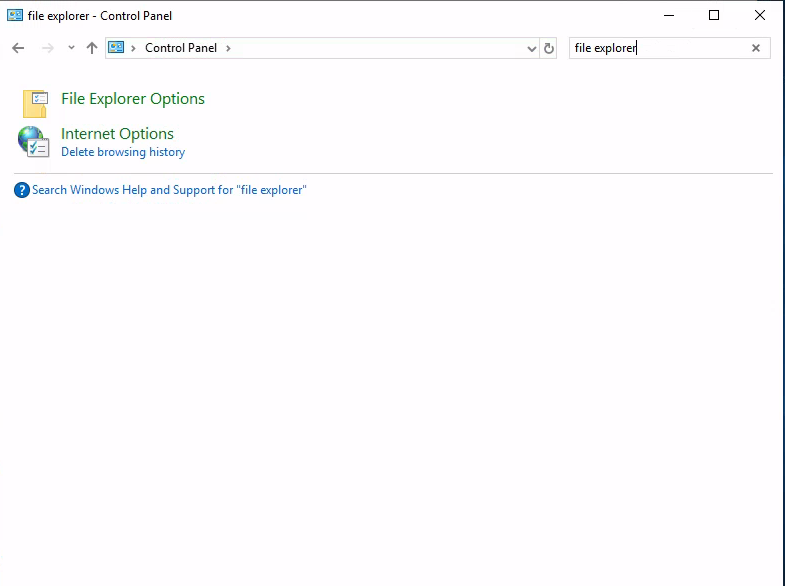 file explorer - Control Panel
Control Panel
file explorer
File Explorer Options
Internet Options
Delete browsing history
Search Windows Help and Support for "file explorer"